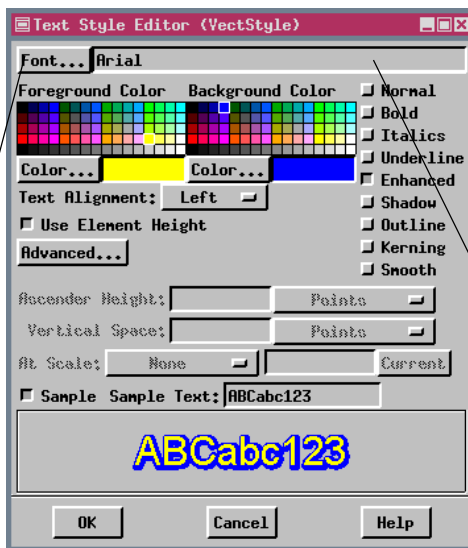 Text Style Editor (VectStyle)
Font... Arial
Foreground Color Background Color
Normal
Bold
Italics
Underline
Enhanced
Shadow
Outline
Kerning
Smooth
Color... Color...
Text Alignment: Left
Use Element Height
Advanced...
Ascender Height: Points
Vertical Space: Points
At Scale: None Current
Sample Sample Text: ABCabc123
ABCabc123
OK Cancel Help